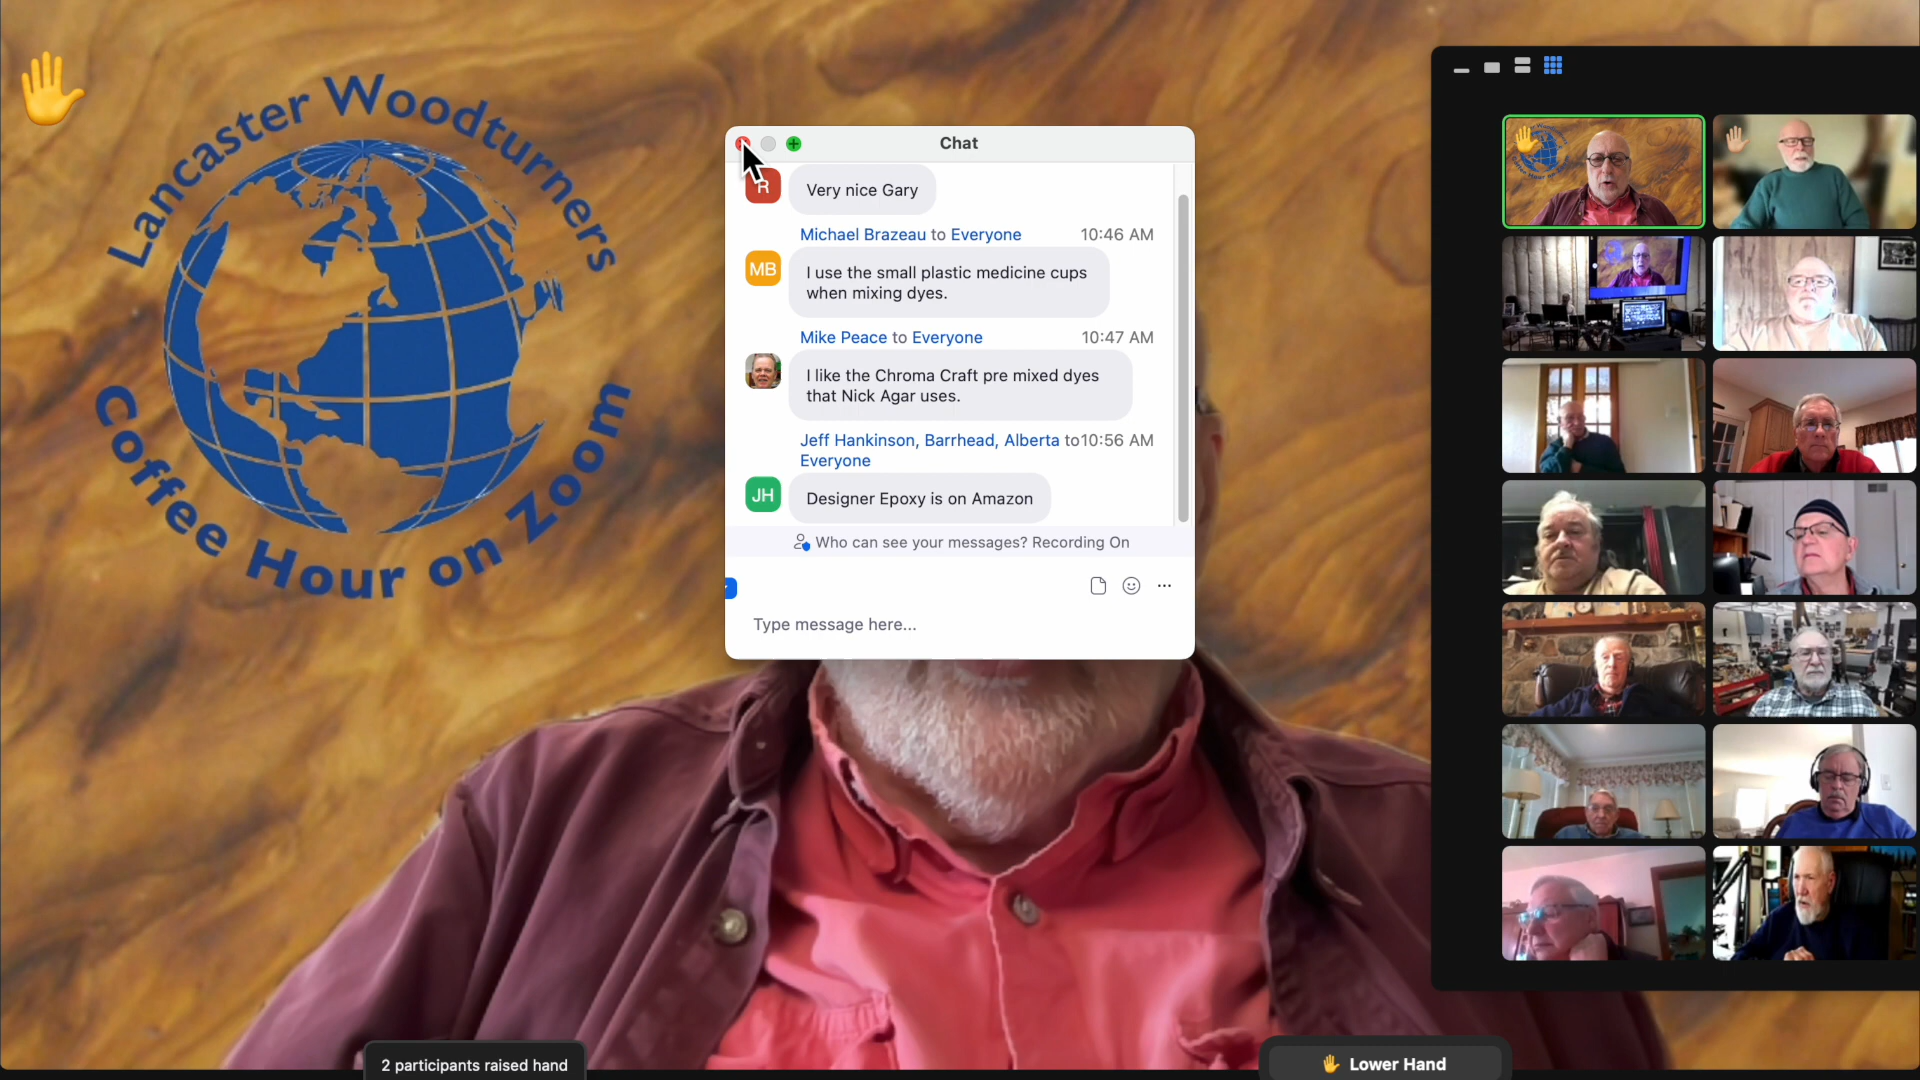 Lancaster Woodturners
Coffee Hour on Zoom
Chat
R
Very nice Gary
Michael Brazeau to Everyone 10:46 AM
MB
I use the small plastic medicine cups
when mixing dyes.
Mike Peace to Everyone 10:47 AM
I like the Chroma Craft pre mixed dyes
that Nick Agar uses.
Jeff Hankinson, Barrhead, Alberta to 10:56 AM
Everyone
JH
Designer Epoxy is on Amazon
Who can see your messages? Recording On
Type message here...
2 participants raised hand
Lower Hand